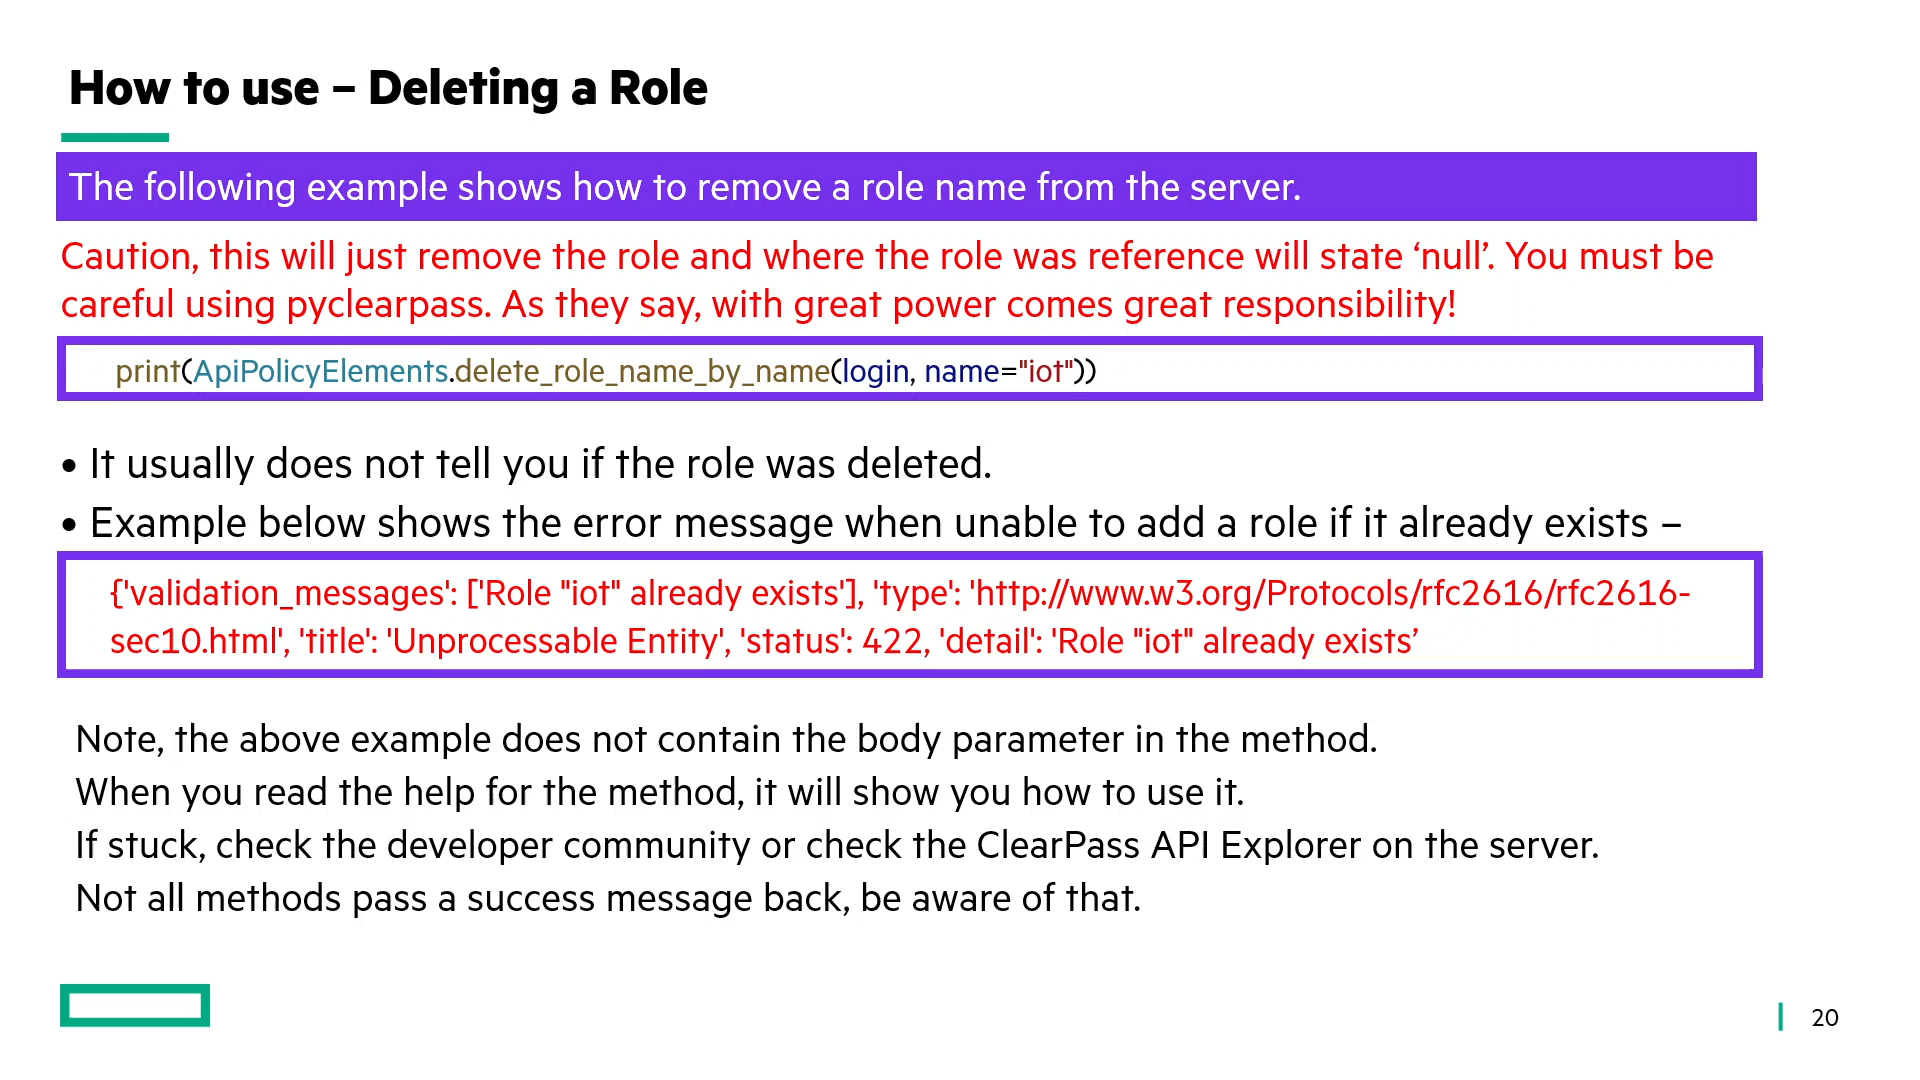 How to use – Deleting a Role
The following example shows how to remove a role name from the server.
Caution, this will just remove the role and where the role was reference will state ‘null’. You must be
careful using pyclearpass. As they say, with great power comes great responsibility!
print(ApiPolicyElements.delete_role_name_by_name(login, name="iot"))
• It usually does not tell you if the role was deleted.
• Example below shows the error message when unable to add a role if it already exists –
{'validation_messages': ['Role "iot" already exists'], 'type': 'http://www.w3.org/Protocols/rfc2616/rfc2616-
sec10.html', 'title': 'Unprocessable Entity', 'status': 422, 'detail': 'Role "iot" already exists’
Note, the above example does not contain the body parameter in the method.
When you read the help for the method, it will show you how to use it.
If stuck, check the developer community or check the ClearPass API Explorer on the server.
Not all methods pass a success message back, be aware of that.
20